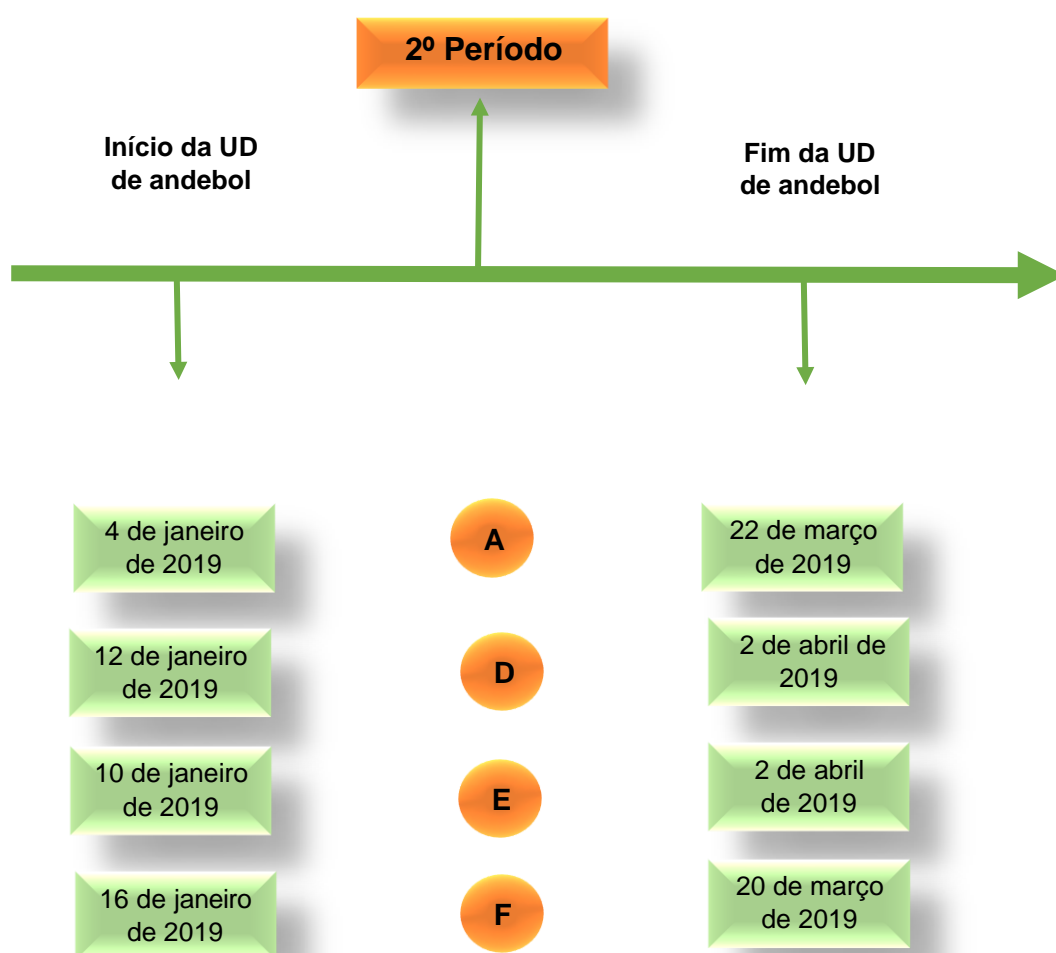 2º Período
Início da UD
de andebol
Fim da UD
de andebol
4 de janeiro
de 2019
A
22 de março
de 2019
12 de janeiro
de 2019
D
2 de abril de
2019
10 de janeiro
de 2019
E
2 de abril
de 2019
16 de janeiro
de 2019
F
20 de março
de 2019